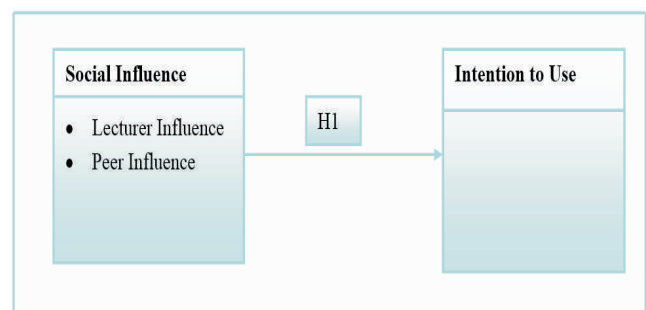 Social Influence
• Lecturer Influence
• Peer Influence
H1
Intention to Use